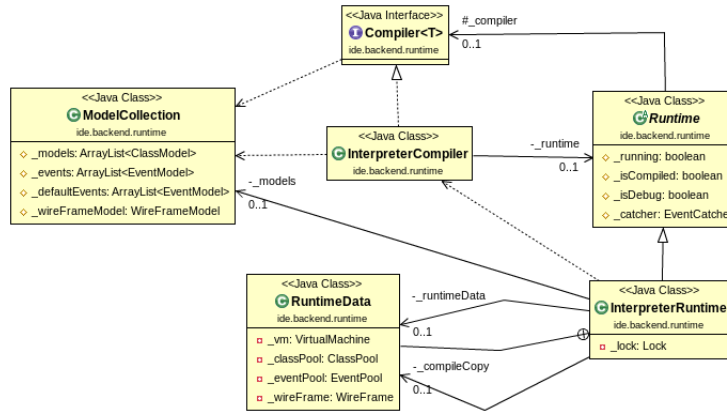 <<Java Interface>>
Compiler<T>
ide.backend.runtime
#_compiler
0..1
<<Java Class>>
ModelCollection
ide.backend.runtime
_models: ArrayList<ClassModel>
_events: ArrayList<EventModel>
_defaultEvents: ArrayList<EventModel>
_wireFrameModel: WireFrameModel
<<Java Class>>
InterpreterCompiler
ide.backend.runtime
-_runtime
0..1
<<Java Class>>
Runtime
ide.backend.runtime
_running: boolean
_isCompiled: boolean
_isDebug: boolean
_catcher: EventCatcher
-_models
0..1
<<Java Class>>
RuntimeData
ide.backend.runtime
_vm: VirtualMachine
_classPool: ClassPool
_eventPool: EventPool
_wireFrame: WireFrame
-_runtimeData
0..1
-_compileCopy
0..1
<<Java Class>>
InterpreterRuntime
ide.backend.runtime
_lock: Lock